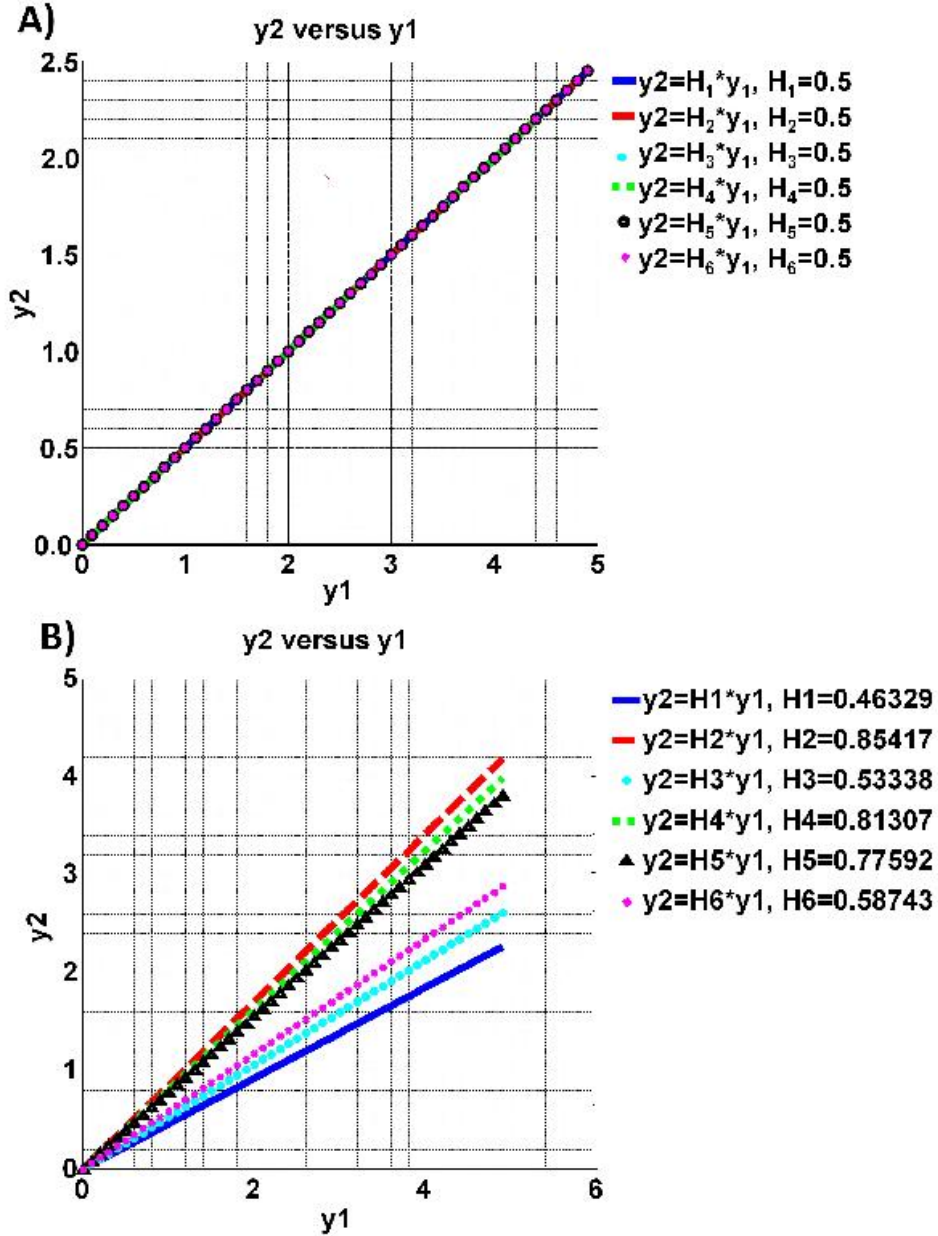 A)
y2 versus y1
2.5
2.0
1.5
1.0
0.5
0.0
y2
0 1 2 3 4 5
y1
y2=H₁*y₁, H₁=0.5
y2=H₂*y₁, H₂=0.5
y2=H₃*y₁, H₃=0.5
y2=H₄*y₁, H₄=0.5
y2=H₅*y₁, H₅=0.5
y2=H₆*y₁, H₆=0.5
B)
y2 versus y1
5
4
3
2
1
0
y2
0 2 4 6
y1
y2=H1*y1, H1=0.46329
y2=H2*y1, H2=0.85417
y2=H3*y1, H3=0.53338
y2=H4*y1, H4=0.81307
y2=H5*y1, H5=0.77592
y2=H6*y1, H6=0.58743